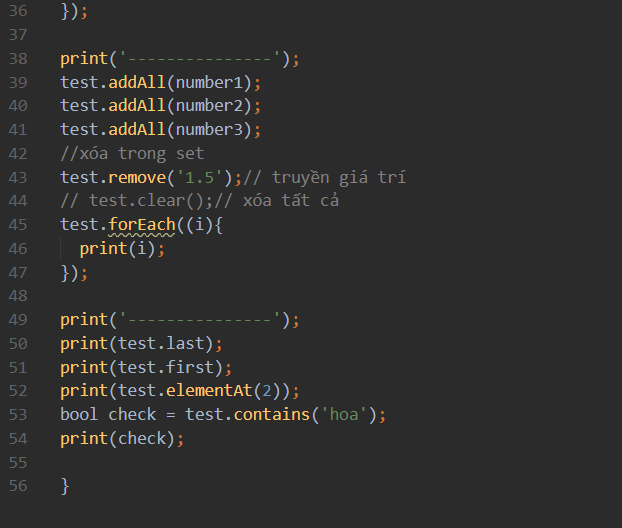 36 });
37
38 print('---------------');
39 test.addAll(number1);
40 test.addAll(number2);
41 test.addAll(number3);
42 //xóa trong set
43 test.remove('1.5');// truyền giá trí
44 // test.clear();// xóa tất cả
45 test.forEach((i){
46 print(i);
47 });
48
49 print('---------------');
50 print(test.last);
51 print(test.first);
52 print(test.elementAt(2));
53 bool check = test.contains('hoa');
54 print(check);
55
56 }